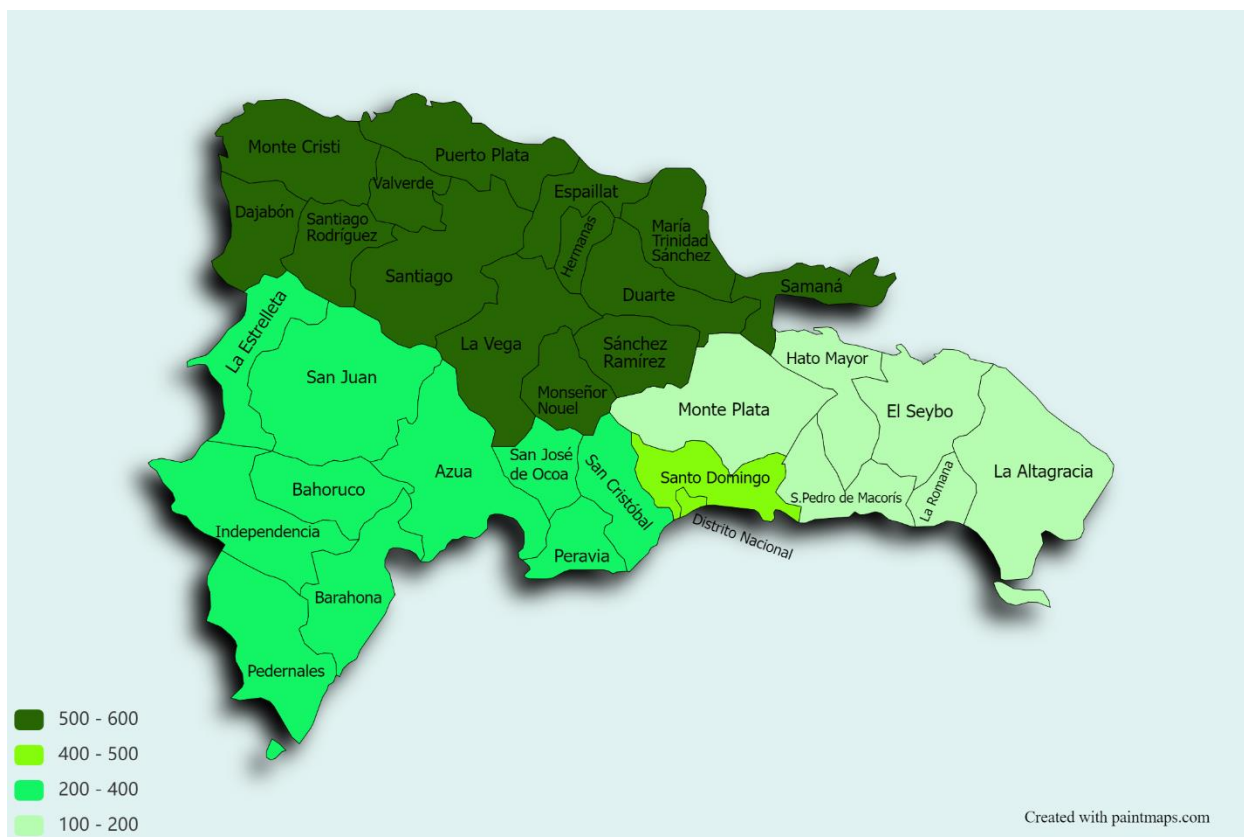 Monte Cristi
Puerto Plata
Valverde
Espaillat
Dajabón
Santiago
Rodríguez
Hermanas
María
Trinidad
Sánchez
Santiago
Duarte
Samaná
La Estrelleta
La Vega
Sánchez
Ramírez
Hato Mayor
San Juan
Monseñor
Nouel
Monte Plata
El Seybo
San José
de Ocoa
San Cristóbal
Azua
Santo Domingo
La Altagracia
Bahoruco
S.Pedro de Macorís
La Romana
Independencia
Distrito Nacional
Peravia
Barahona
Pedernales
500 - 600
400 - 500
200 - 400
100 - 200
Created with paintmaps.com